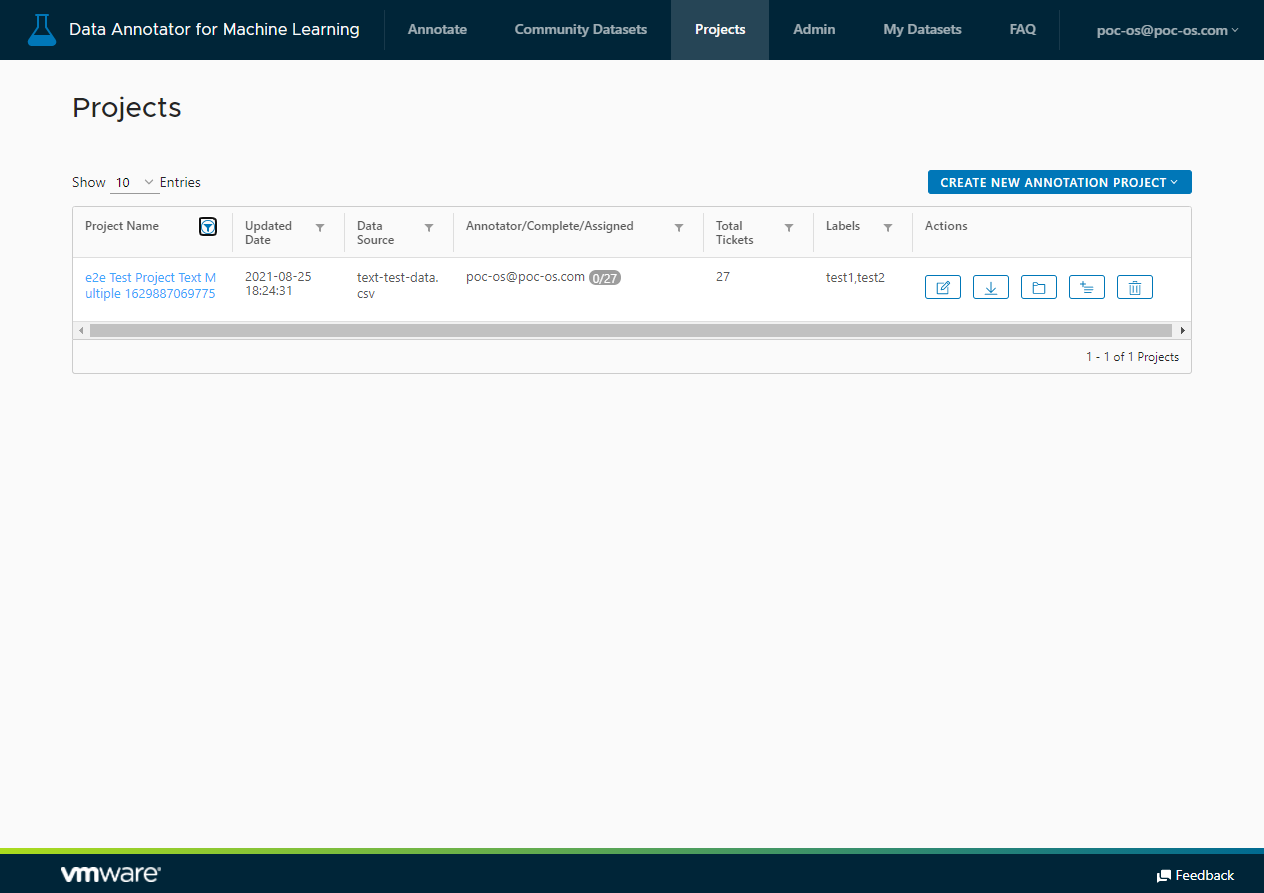 Data Annotator for Machine Learning
Annotate
Community Datasets
Projects
Admin
My Datasets
FAQ
poc-os@poc-os.com
Projects
Show 10 Entries
CREATE NEW ANNOTATION PROJECT
Project Name
Updated
Date
Data
Source
Annotator/Complete/Assigned
Total
Tickets
Labels
Actions
e2e Test Project Text M
ultiple 1629887069775
2021-08-25
18:24:31
text-test-data.
csv
poc-os@poc-os.com 0/27
27
test1,test2
1 - 1 of 1 Projects
vmware
Feedback